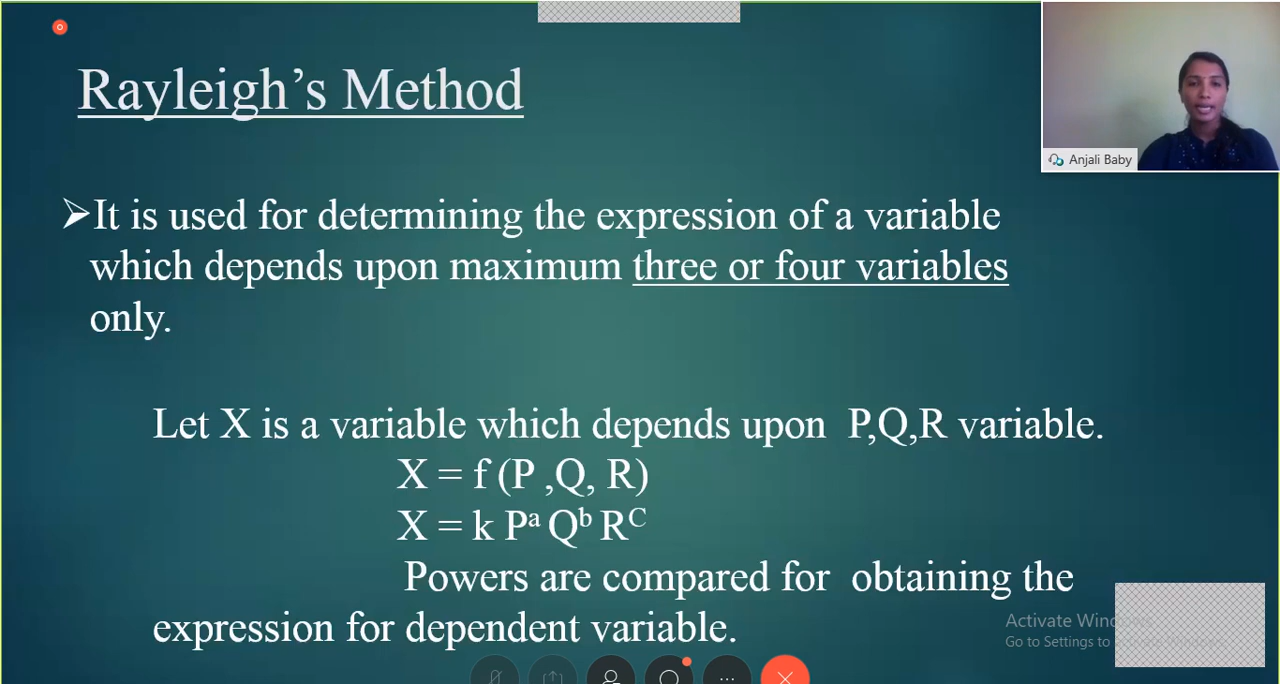 Rayleigh's Method
Anjali Baby
➢It is used for determining the expression of a variable
which depends upon maximum three or four variables
only.
Let X is a variable which depends upon P,Q,R variable.
X = f (P ,Q, R)
X = k Pᵃ Qᵇ Rᶜ
Powers are compared for obtaining the
expression for dependent variable.
Activate
Go to Settings to